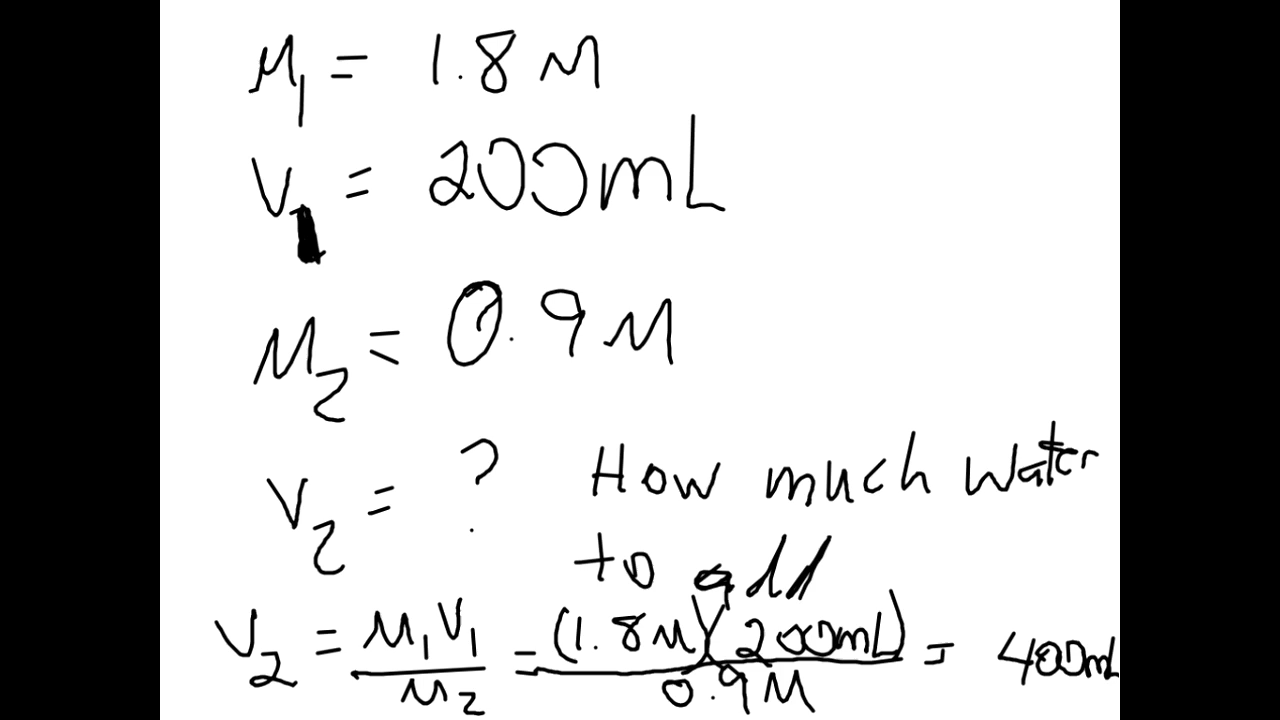 M₁ = 1.8 M
V₁ = 200mL
M₂ = 0.9 M
V₂ = ? How much water
to add
V₂ = M₁V₁/M₂ = (1.8M)(200mL)/0.9M = 400mL